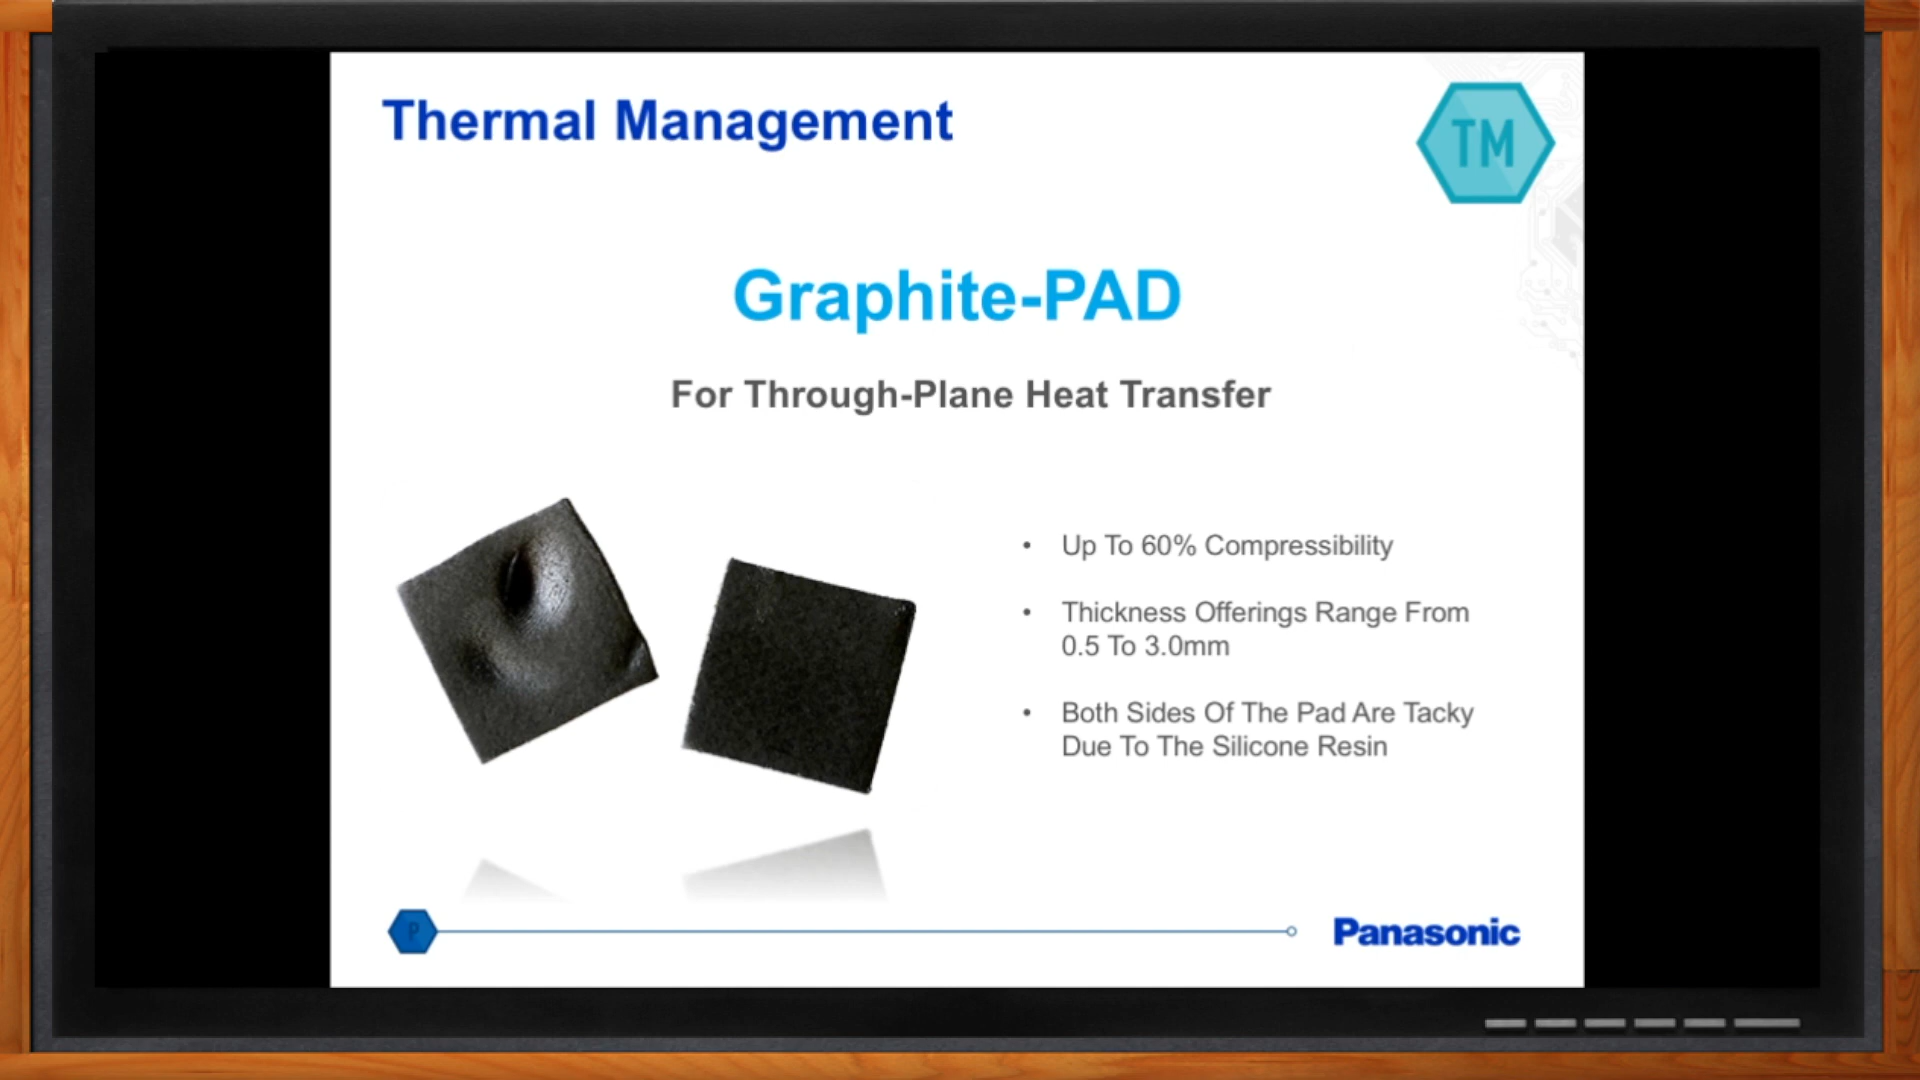 Thermal Management
TM
Graphite-PAD
For Through-Plane Heat Transfer
• Up To 60% Compressibility
• Thickness Offerings Range From
0.5 To 3.0mm
• Both Sides Of The Pad Are Tacky
Due To The Silicone Resin
P
Panasonic